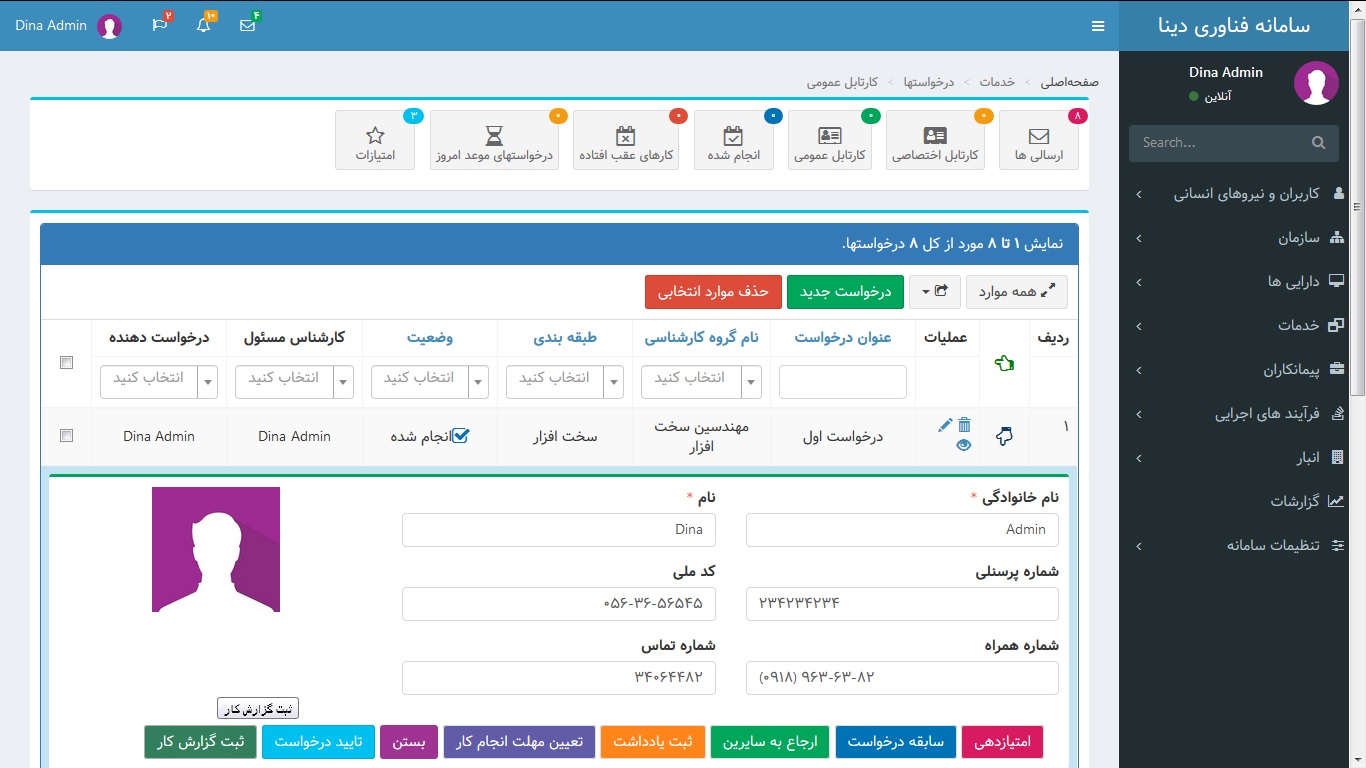 سامانه فناوری دینا
Dina Admin
۲
۱۰
۴
Dina Admin
آنلاین
Search...
کاربران و نیروهای انسانی
سازمان
دارایی ها
خدمات
پیمانکاران
فرآیند های اجرایی
انبار
گزارشات
تنظیمات سامانه
صفحه‌اصلی > خدمات > درخواستها > کارتابل عمومی
۸
ارسالی ها
۰
کارتابل اختصاصی
۰
کارتابل عمومی
۰
انجام شده
۰
کارهای عقب افتاده
۰
درخواستهای موعد امروز
۳
امتیازات
نمایش ۱ تا ۸ مورد از کل ۸ درخواستها.
همه موارد
درخواست جدید
حذف موارد انتخابی
ردیف عملیات عنوان درخواست نام گروه کارشناسی طبقه بندی وضعیت کارشناس مسئول درخواست دهنده
انتخاب کنید انتخاب کنید انتخاب کنید انتخاب کنید انتخاب کنید
۱ درخواست اول مهندسین سخت افزار سخت افزار انجام شده Dina Admin Dina Admin
نام خانوادگی *
Admin
نام *
Dina
شماره پرسنلی
۲۳۴۲۳۴۲۳۴
کد ملی
۰۵۶-۳۶-۵۶۵۴۵
شماره همراه
(۰۹۱۸) ۹۶۳-۶۳-۸۲
شماره تماس
۳۴۰۶۴۴۸۲
ثبت گزارش کار
امتیازدهی
سابقه درخواست
ارجاع به سایرین
ثبت یادداشت
تعیین مهلت انجام کار
بستن
تایید درخواست
ثبت گزارش کار